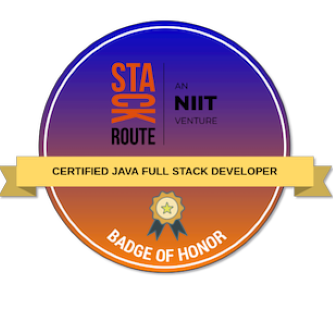 STA
CK
ROUTE
AN
NIIT
VENTURE
CERTIFIED JAVA FULL STACK DEVELOPER
BADGE OF HONOR